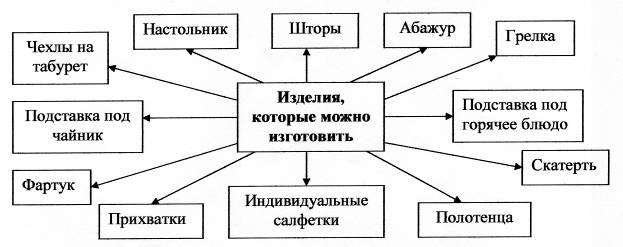 Настольник
Шторы
Абажур
Грелка
Чехлы на
табурет
Изделия,
которые можно
изготовить
Подставка под
чайник
Подставка под
горячее блюдо
Скатерть
Фартук
Прихватки
Индивидуальные
салфетки
Полотенца